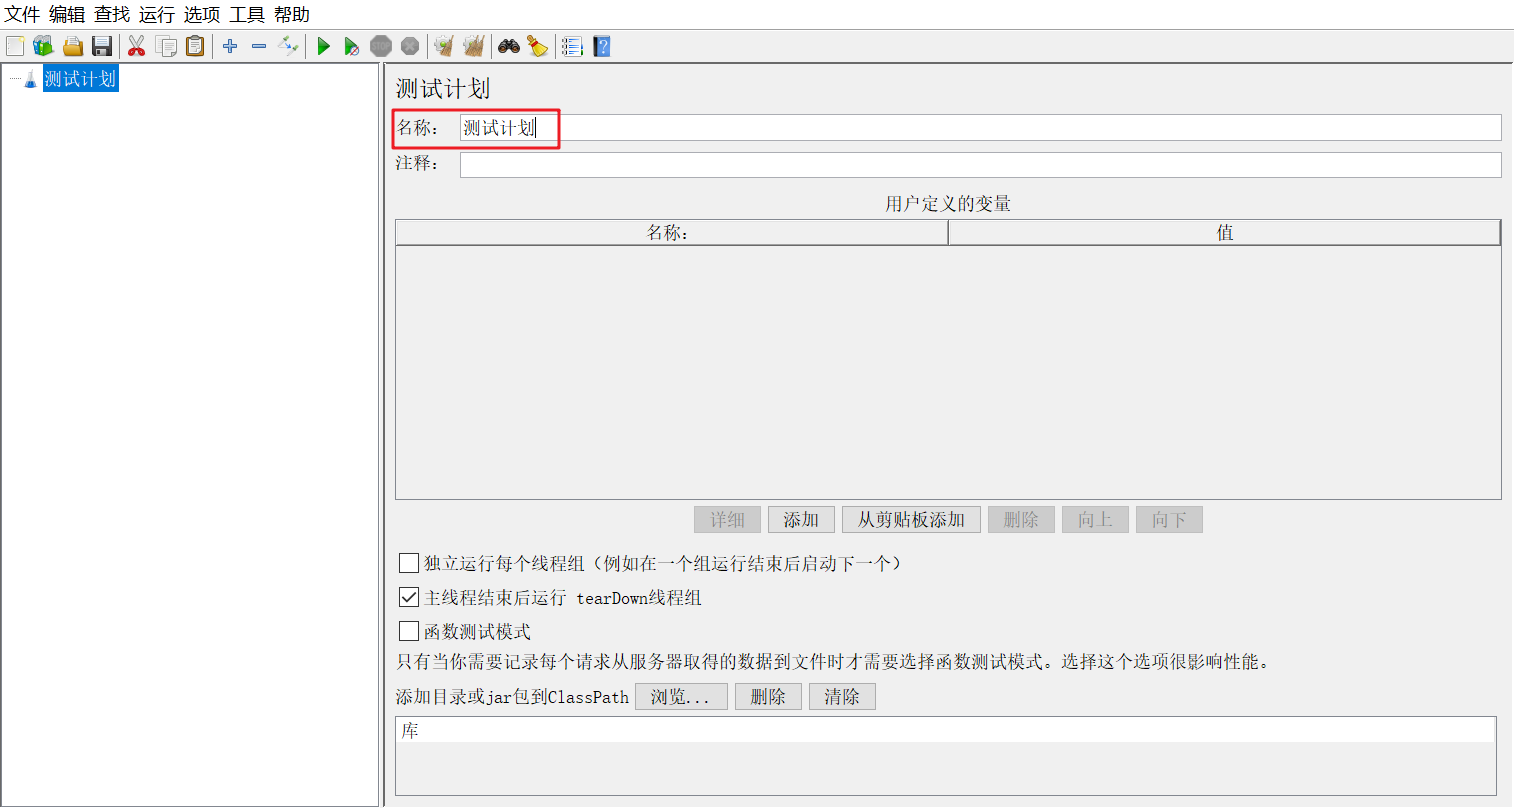 文件 编辑 查找 运行 选项 工具 帮助
STOP
测试计划
测试计划
名称： 测试计划
注释：
用户定义的变量
名称： 值
详细 添加 从剪贴板添加 删除 向上 向下
独立运行每个线程组（例如在一个组运行结束后启动下一个）
主线程结束后运行 tearDown线程组
函数测试模式
只有当你需要记录每个请求从服务器取得的数据到文件时才需要选择函数测试模式。选择这个选项很影响性能。
添加目录或jar包到ClassPath 浏览... 删除 清除
库